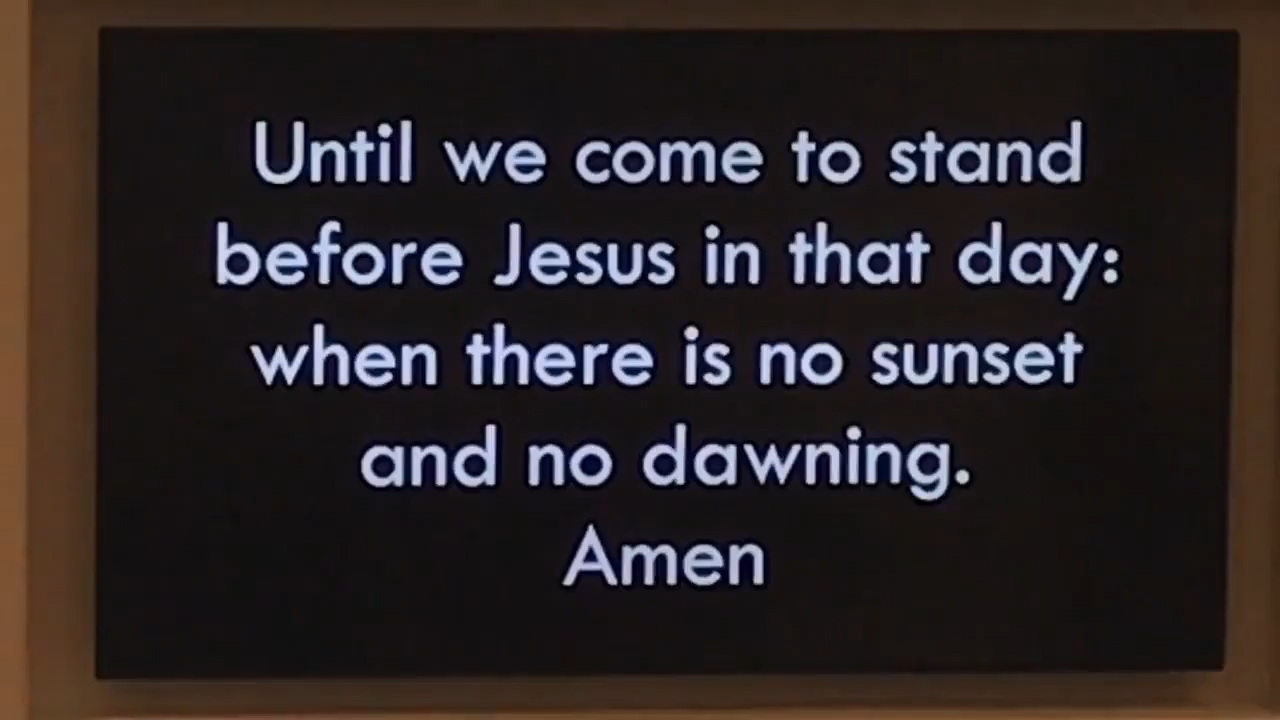 Until we come to stand
before Jesus in that day:
when there is no sunset
and no dawning.
Amen